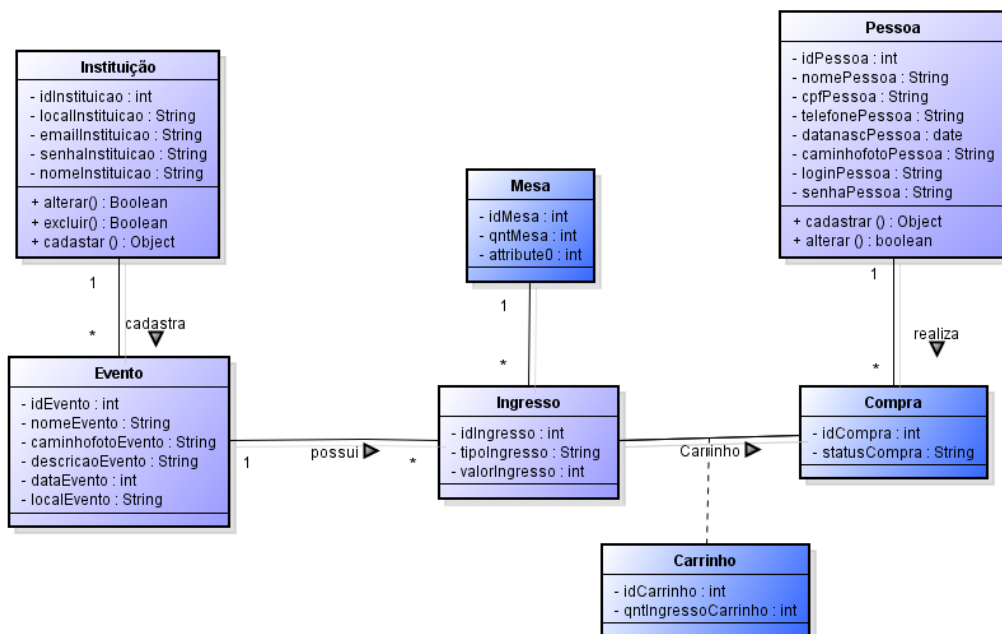 Instituição
- idInstituicao : int
- localInstituicao : String
- emailInstituicao : String
- senhaInstituicao : String
- nomeInstituicao : String
+ alterar() : Boolean
+ excluir() : Boolean
+ cadastar () : Object
Pessoa
- idPessoa : int
- nomePessoa : String
- cpfPessoa : String
- telefonePessoa : String
- datanascPessoa : date
- caminhofotoPessoa : String
- loginPessoa : String
- senhaPessoa : String
+ cadastrar () : Object
+ alterar () : boolean
Mesa
- idMesa : int
- qntMesa : int
- attribute0 : int
1
*
cadastra
1
*
1
*
realiza
Evento
- idEvento : int
- nomeEvento : String
- caminhofotoEvento : String
- descricaoEvento : String
- dataEvento : int
- localEvento : String
1
possui
*
Ingresso
- idIngresso : int
- tipoIngresso : String
- valorIngresso : int
Carrinho
Compra
- idCompra : int
- statusCompra : String
Carrinho
- idCarrinho : int
- qntIngressoCarrinho : int